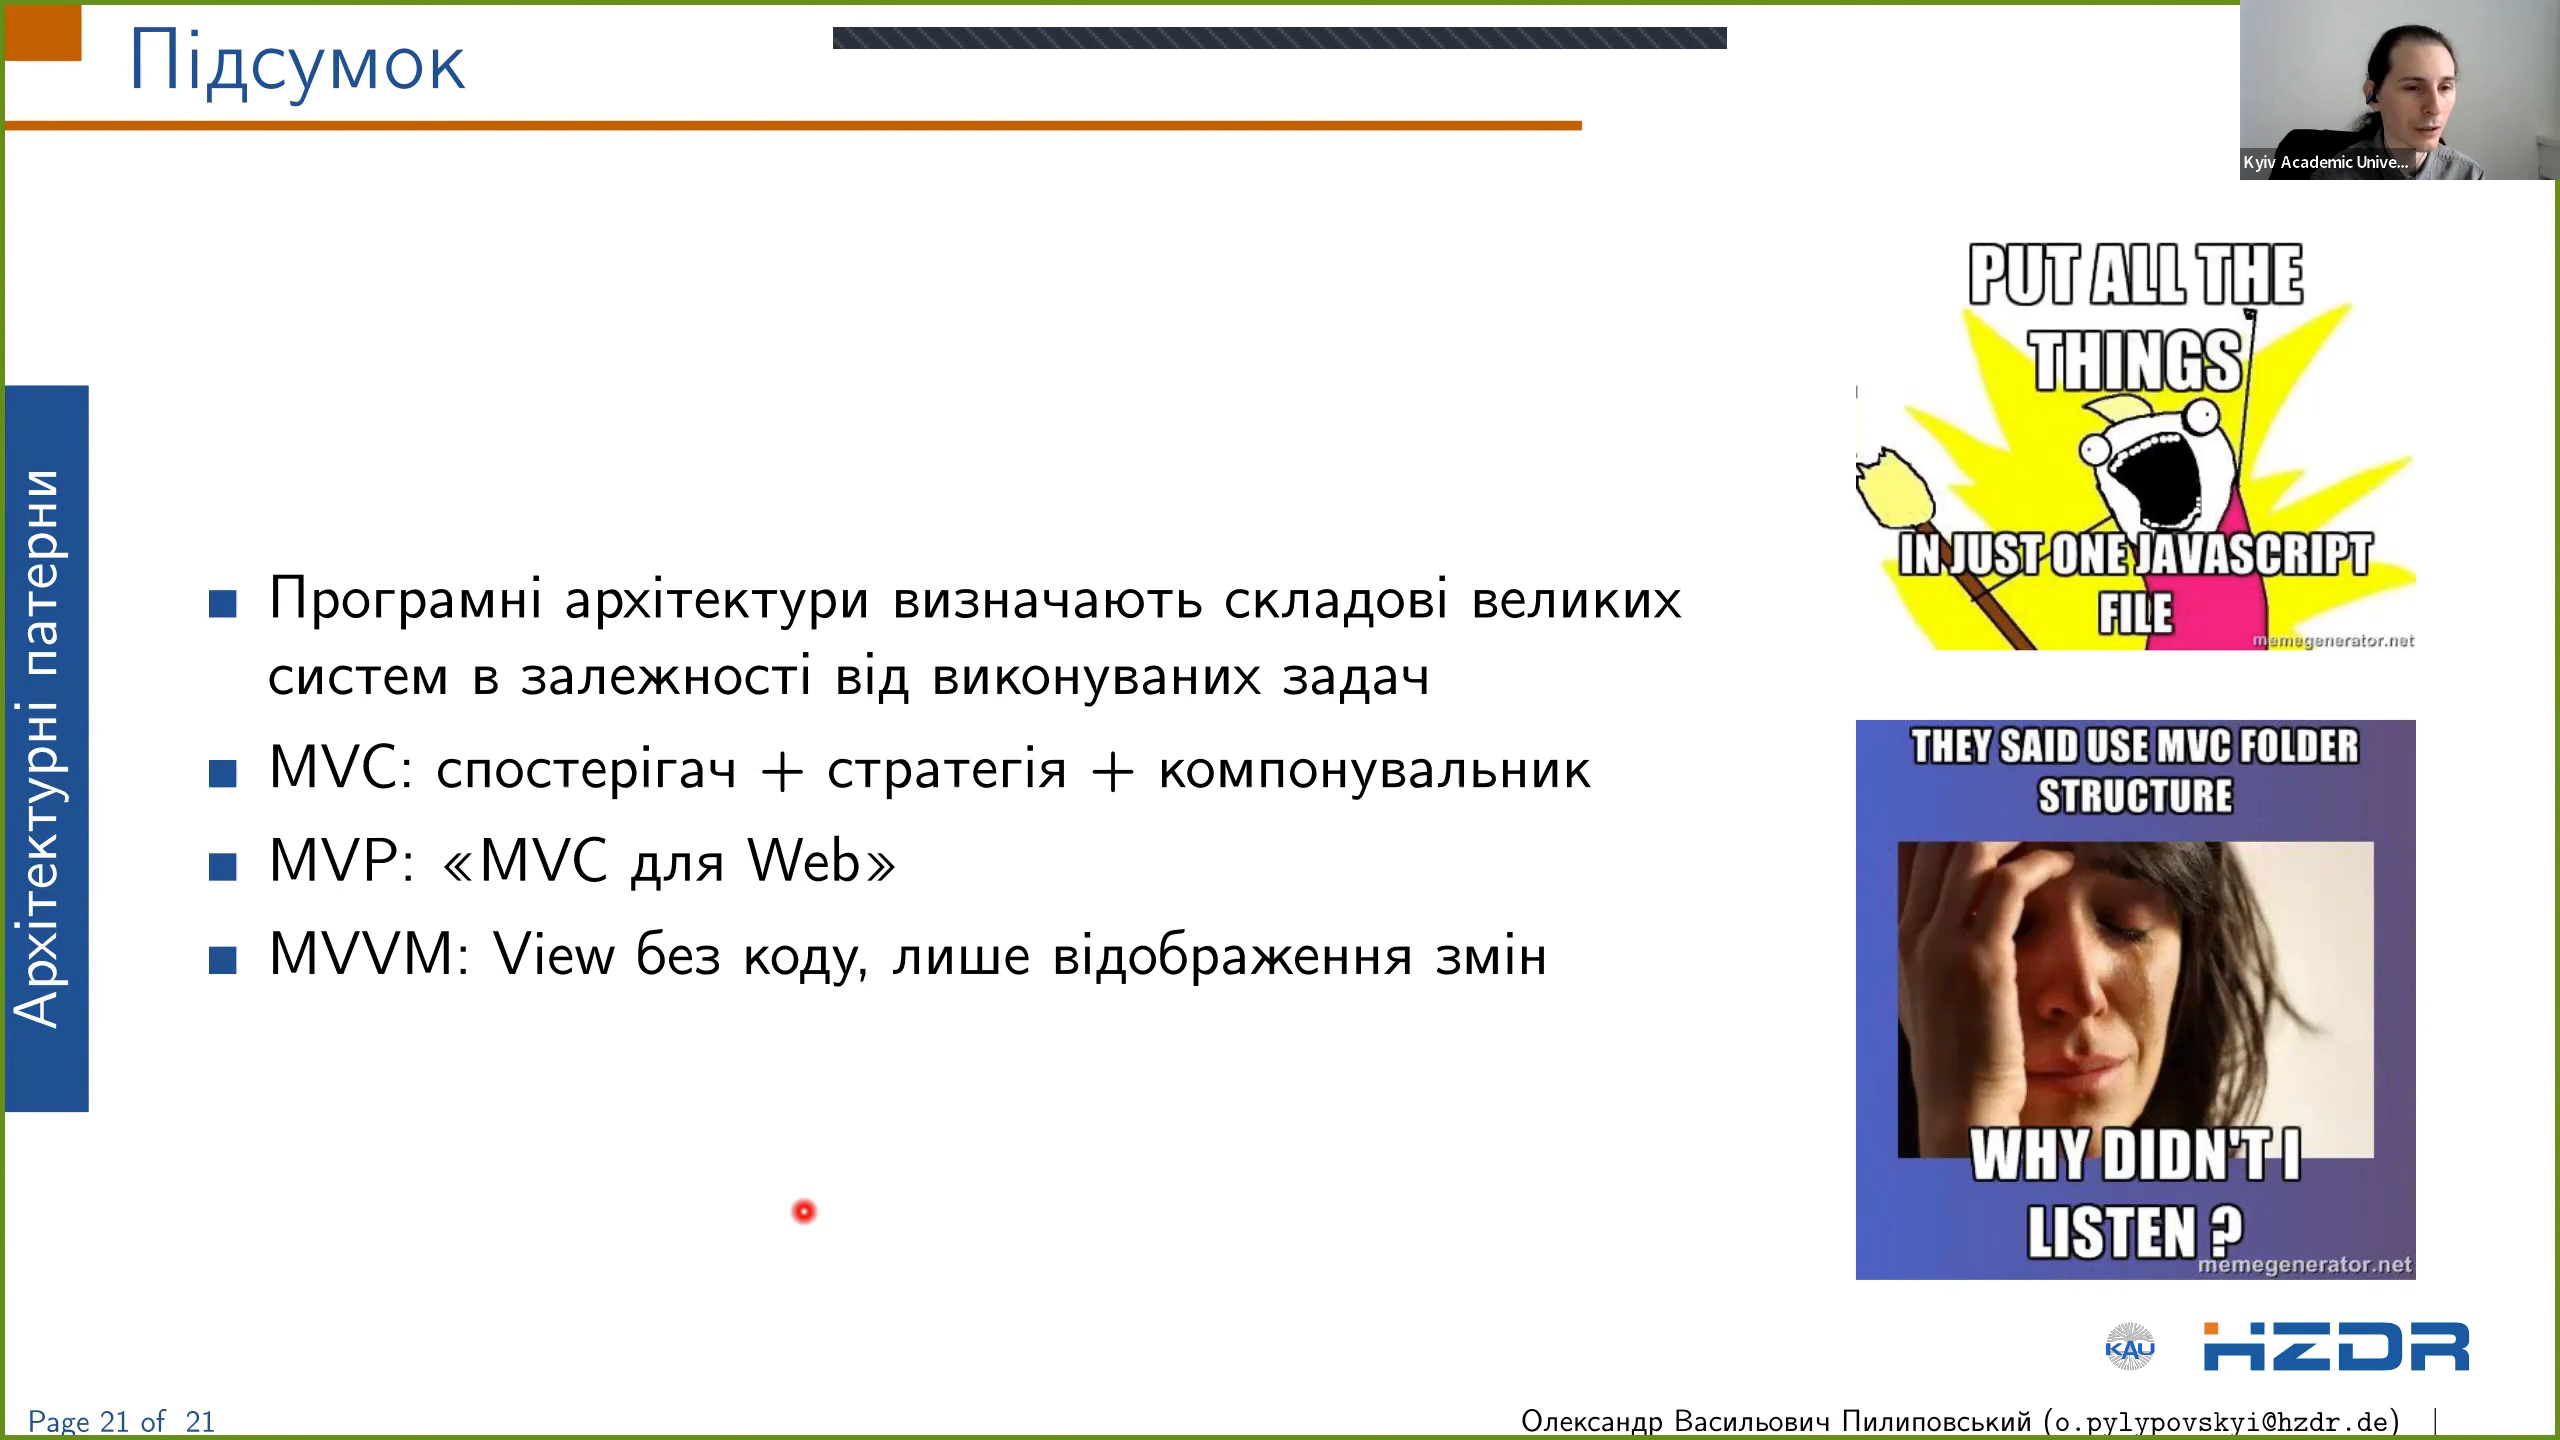 Підсумок
Kyiv Academic Unive...
Архітектурні патерни
Програмні архітектури визначають складові великих
систем в залежності від виконуваних задач
MVC: спостерігач + стратегія + компонувальник
MVP: «MVC для Web»
MVVM: View без коду, лише відображення змін
PUT ALL THE
THINGS
IN JUST ONE JAVASCRIPT
FILE
memegenerator.net
THEY SAID USE MVC FOLDER
STRUCTURE
WHY DIDN'T I
LISTEN ?
memegenerator.net
KAU
HZDR
Page 21 of 21
Олександр Васильович Пилиповський (o.pylypovskyi@hzdr.de) |